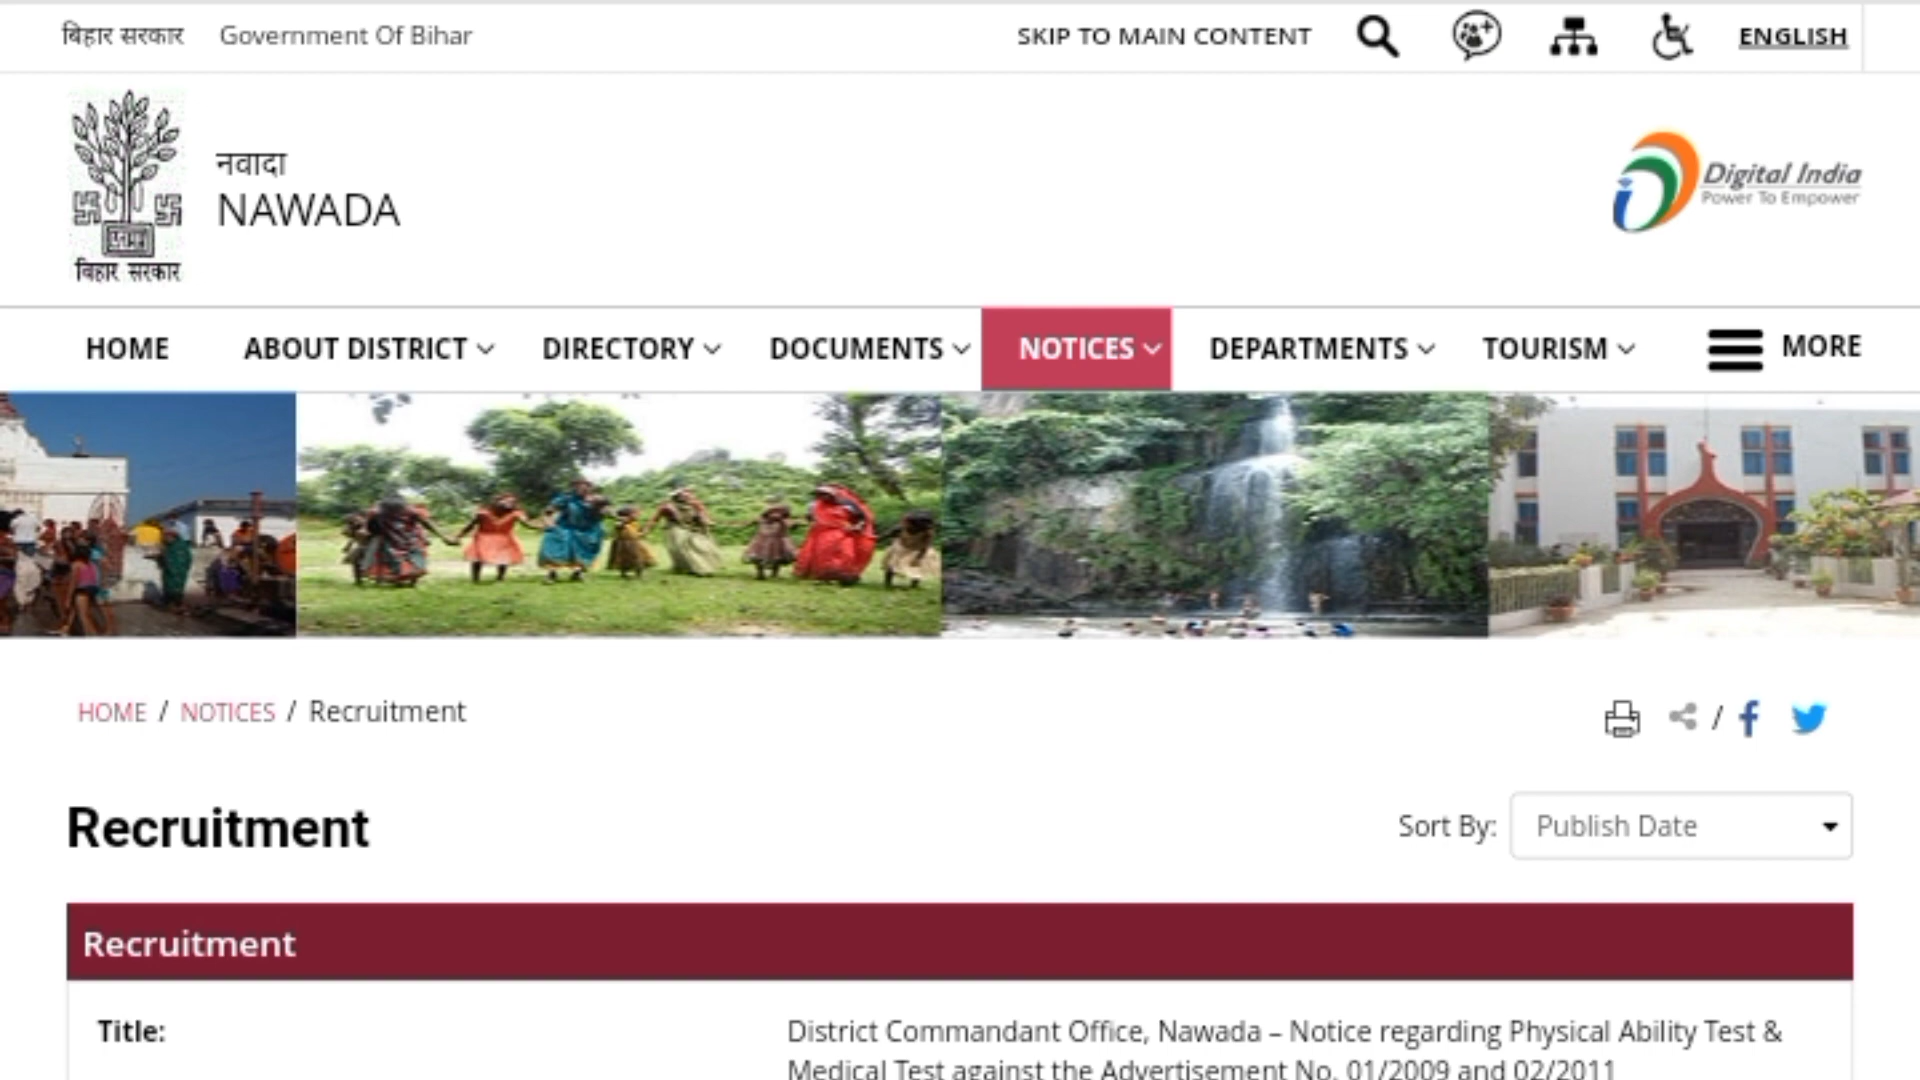 बिहार सरकार Government Of Bihar SKIP TO MAIN CONTENT ENGLISH
नवादा
NAWADA
बिहार सरकार
Digital India
Power To Empower
HOME ABOUT DISTRICT DIRECTORY DOCUMENTS NOTICES DEPARTMENTS TOURISM MORE
HOME / NOTICES / Recruitment
/
Recruitment
Sort By: Publish Date
Recruitment
Title: District Commandant Office, Nawada – Notice regarding Physical Ability Test &
Medical Test against the Advertisement No. 01/2009 and 02/2011